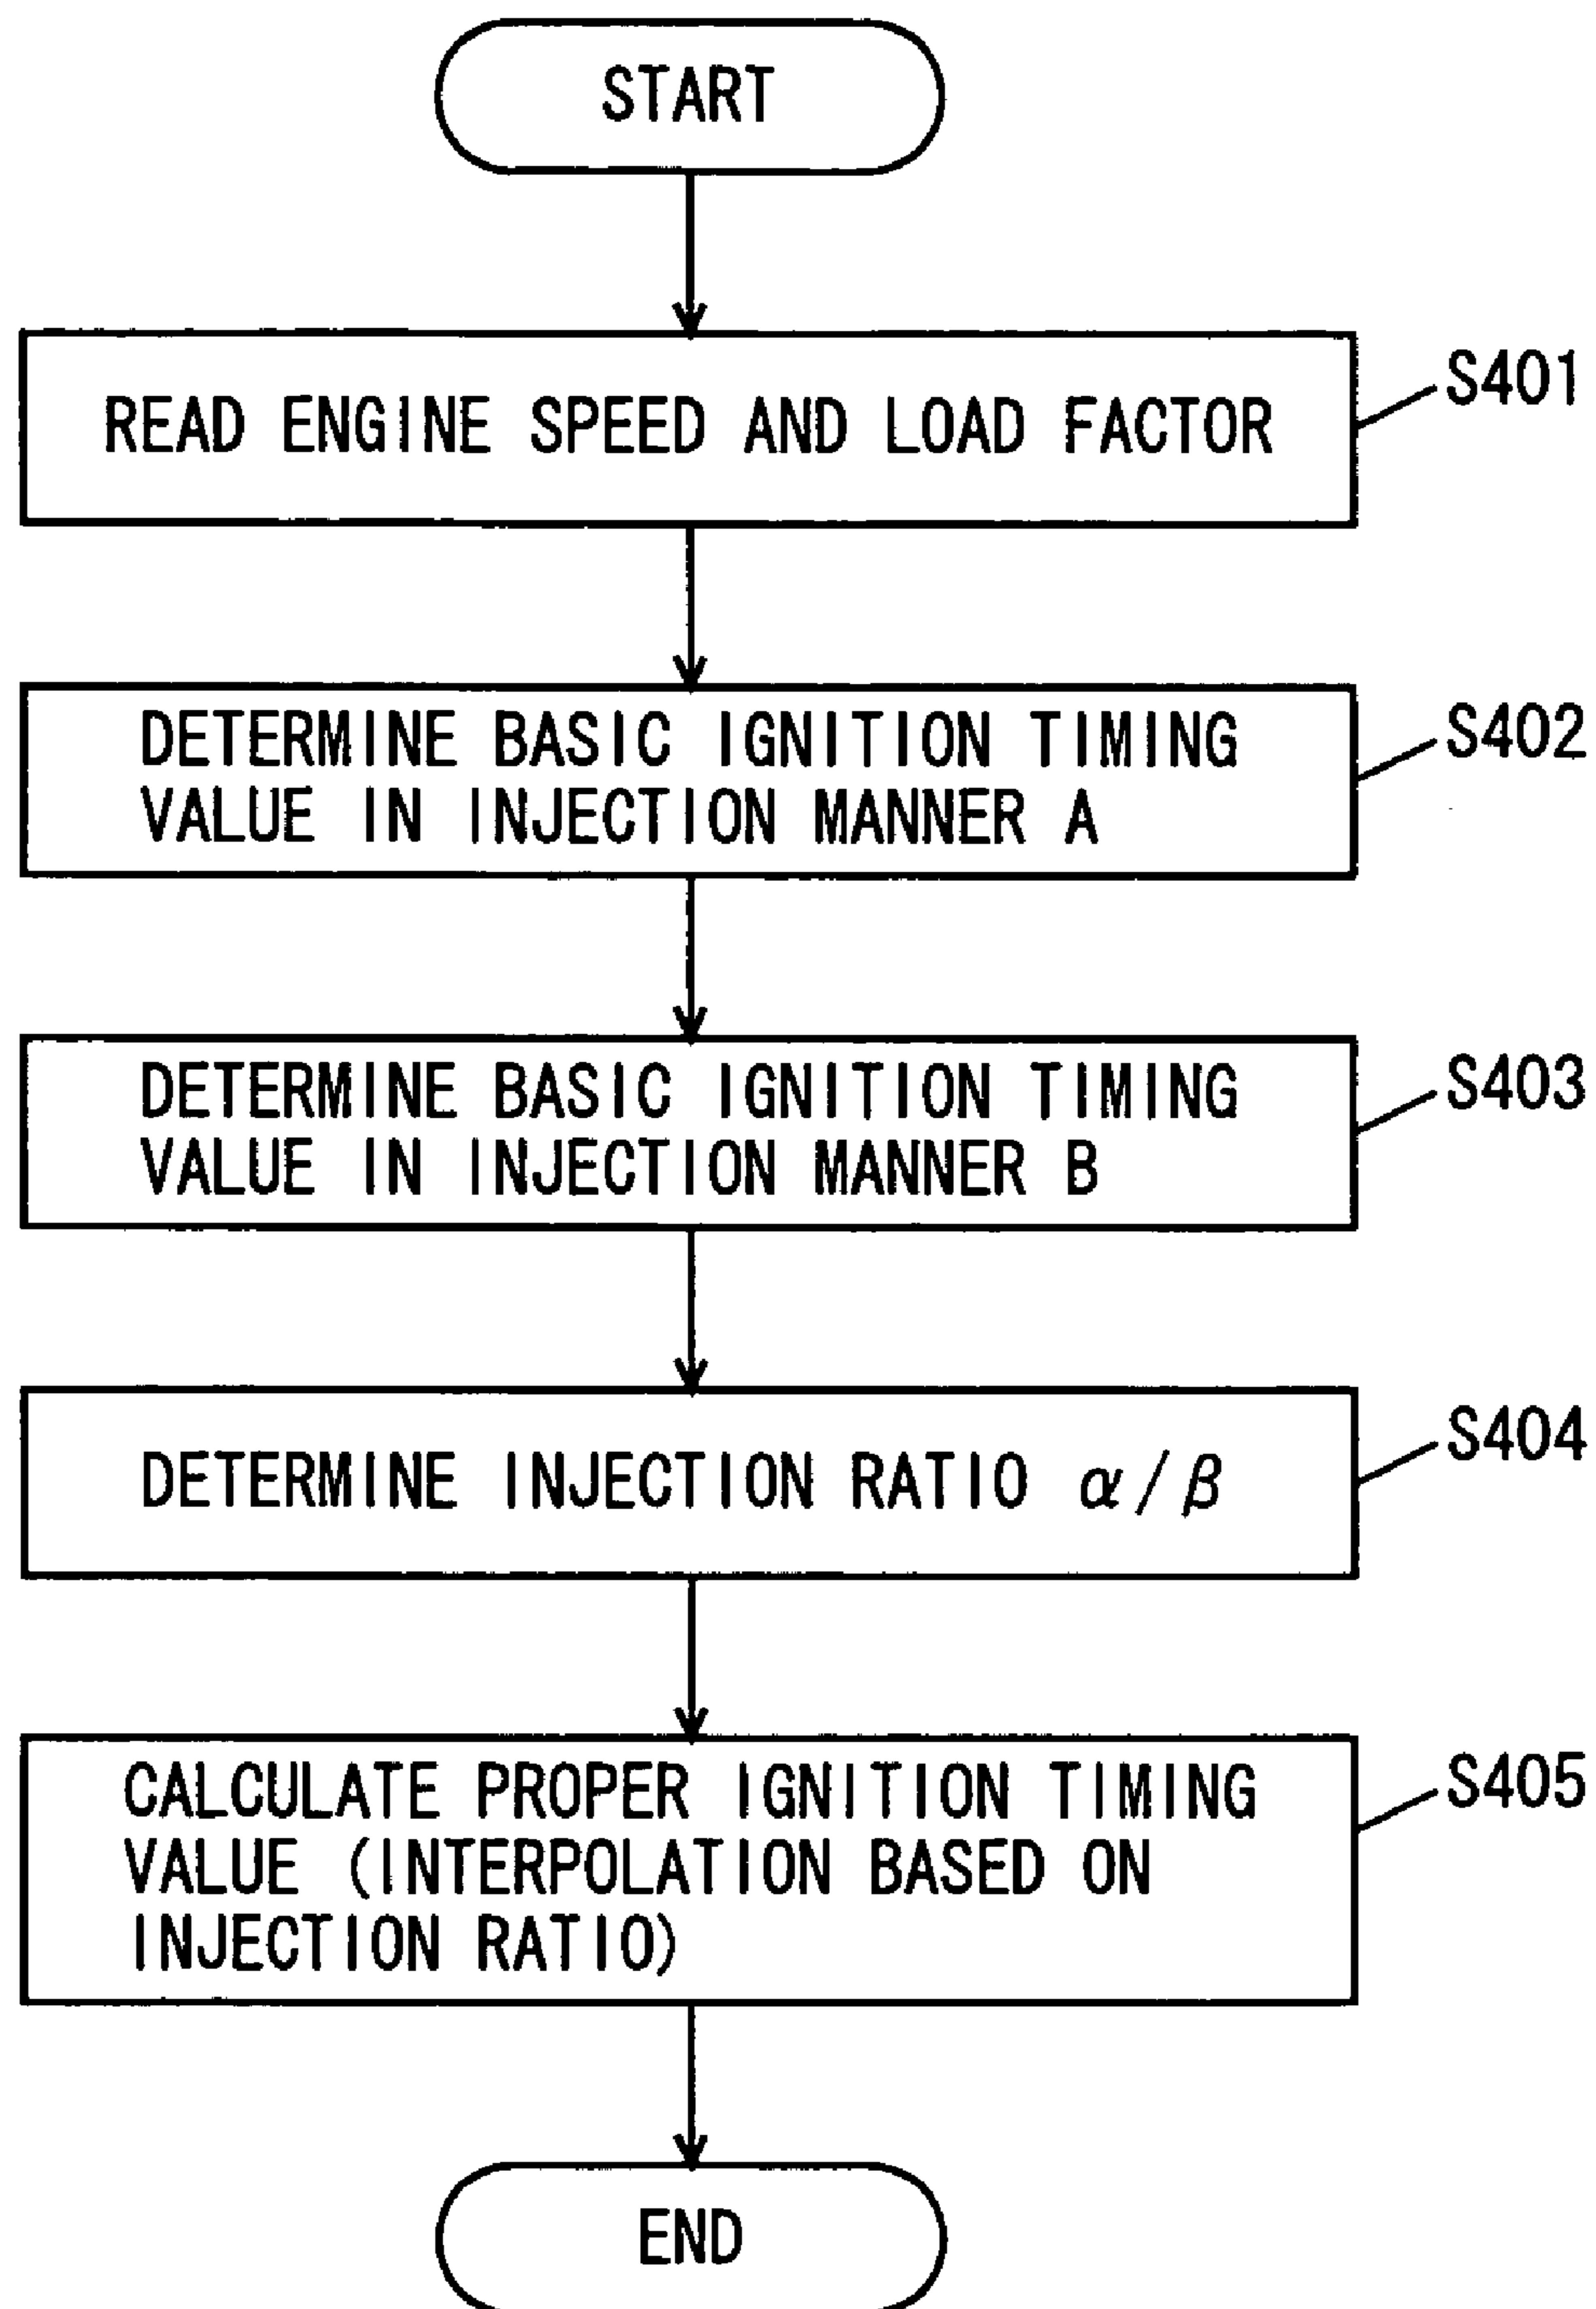 START
READ ENGINE SPEED AND LOAD FACTOR
S401
DETERMINE BASIC IGNITION TIMING
VALUE IN INJECTION MANNER A
S402
DETERMINE BASIC IGNITION TIMING
VALUE IN INJECTION MANNER B
S403
DETERMINE INJECTION RATIO α/β
S404
CALCULATE PROPER IGNITION TIMING
VALUE (INTERPOLATION BASED ON
INJECTION RATIO)
S405
END